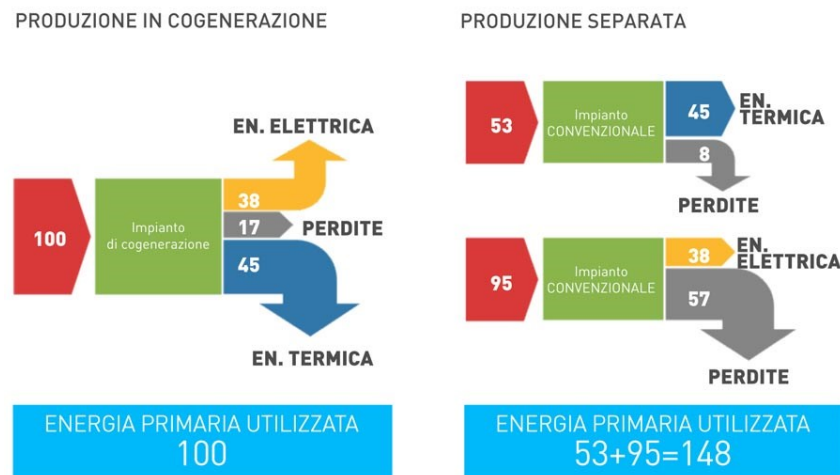 PRODUZIONE IN COGENERAZIONE
EN. ELETTRICA
100
Impianto
di cogenerazione
38
17
PERDITE
45
EN. TERMICA
ENERGIA PRIMARIA UTILIZZATA
100
PRODUZIONE SEPARATA
53
Impianto
CONVENZIONALE
45
EN.
TERMICA
8
PERDITE
95
Impianto
CONVENZIONALE
38
EN.
ELETTRICA
57
PERDITE
ENERGIA PRIMARIA UTILIZZATA
53+95=148